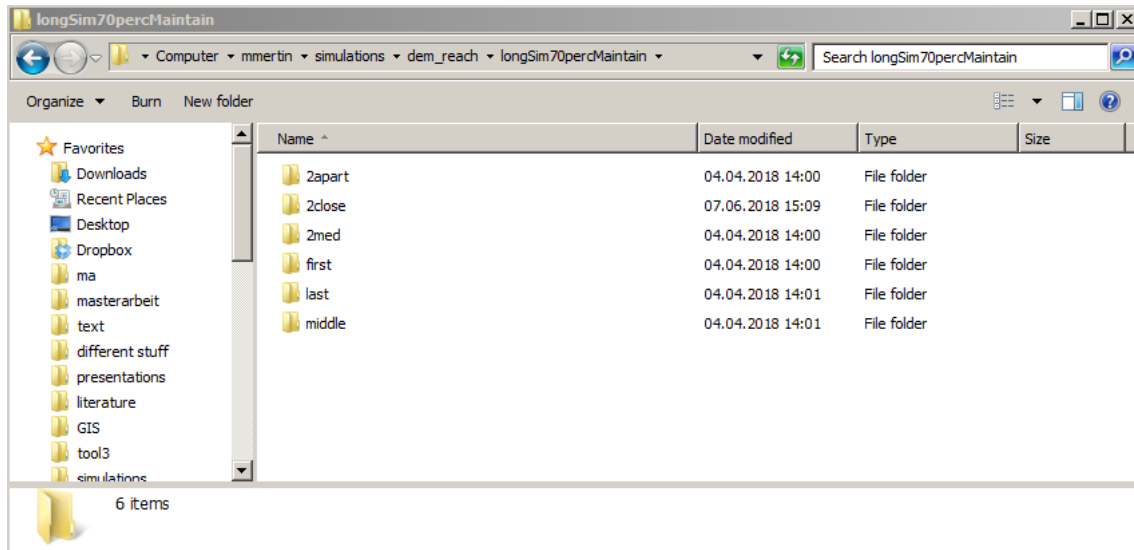 longSim70percMaintain
Computer mmertin simulations dem_reach longSim70percMaintain Search longSim70percMaintain
Organize Burn New folder
Favorites
Downloads
Recent Places
Desktop
Dropbox
ma
masterarbeit
text
different stuff
presentations
literature
GIS
tool3
simulations
Name Date modified Type Size
2apart 04.04.2018 14:00 File folder
2close 07.06.2018 15:09 File folder
2med 04.04.2018 14:00 File folder
first 04.04.2018 14:00 File folder
last 04.04.2018 14:01 File folder
middle 04.04.2018 14:01 File folder
6 items